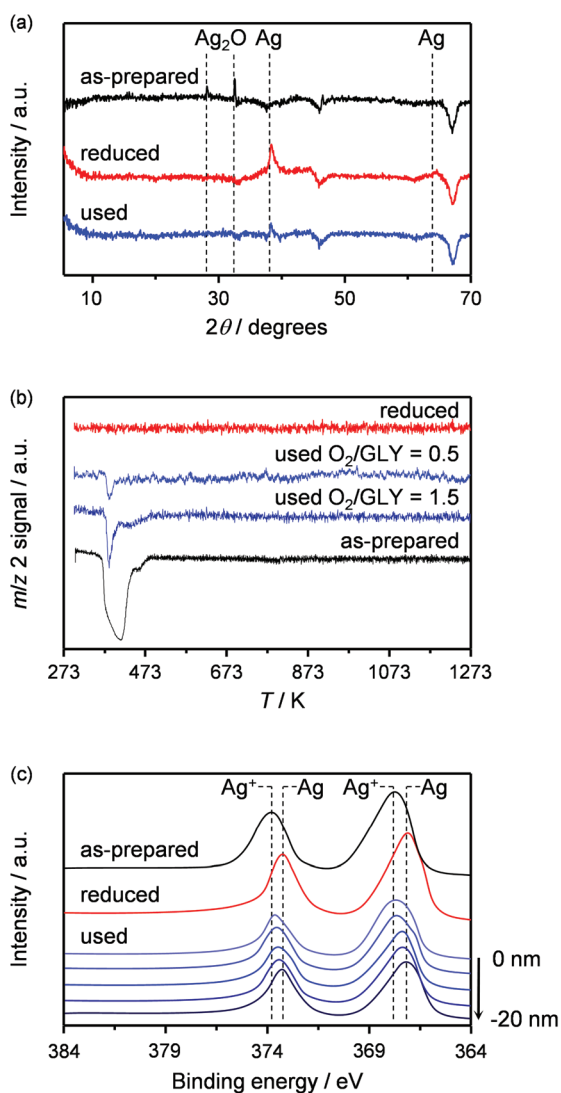 (a)
Ag₂O Ag Ag
as-prepared
reduced
used
Intensity / a.u.
10 30 50 70
2θ / degrees
(b)
reduced
used O₂/GLY = 0.5
used O₂/GLY = 1.5
as-prepared
m/z 2 signal / a.u.
273 473 673 873 1073 1273
T / K
(c)
Ag⁺ Ag Ag⁺ Ag
as-prepared
reduced
used
0 nm
-20 nm
Intensity / a.u.
384 379 374 369 364
Binding energy / eV